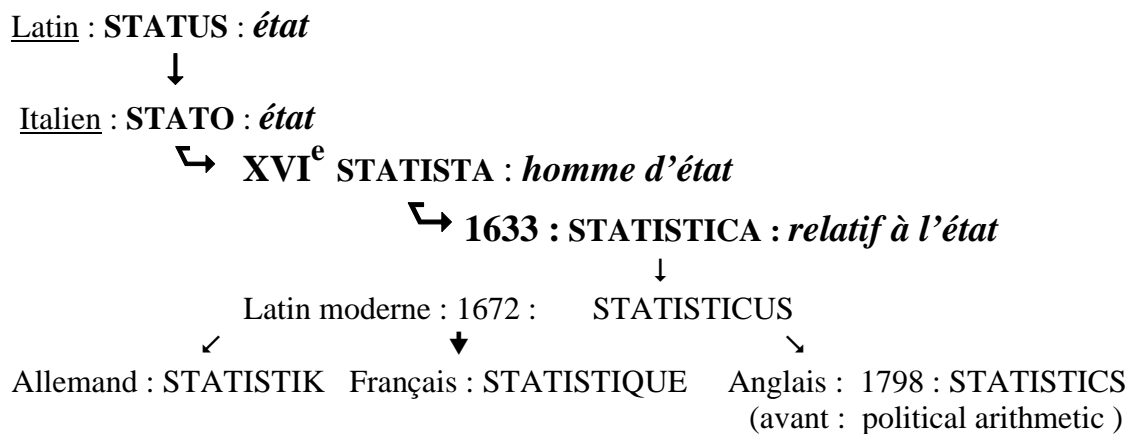 Latin : STATUS : état
Italien : STATO : état
XVIe STATISTA : homme d'état
1633 : STATISTICA : relatif à l'état
Latin moderne : 1672 : STATISTICUS
Allemand : STATISTIK Français : STATISTIQUE Anglais : 1798 : STATISTICS
(avant : political arithmetic )